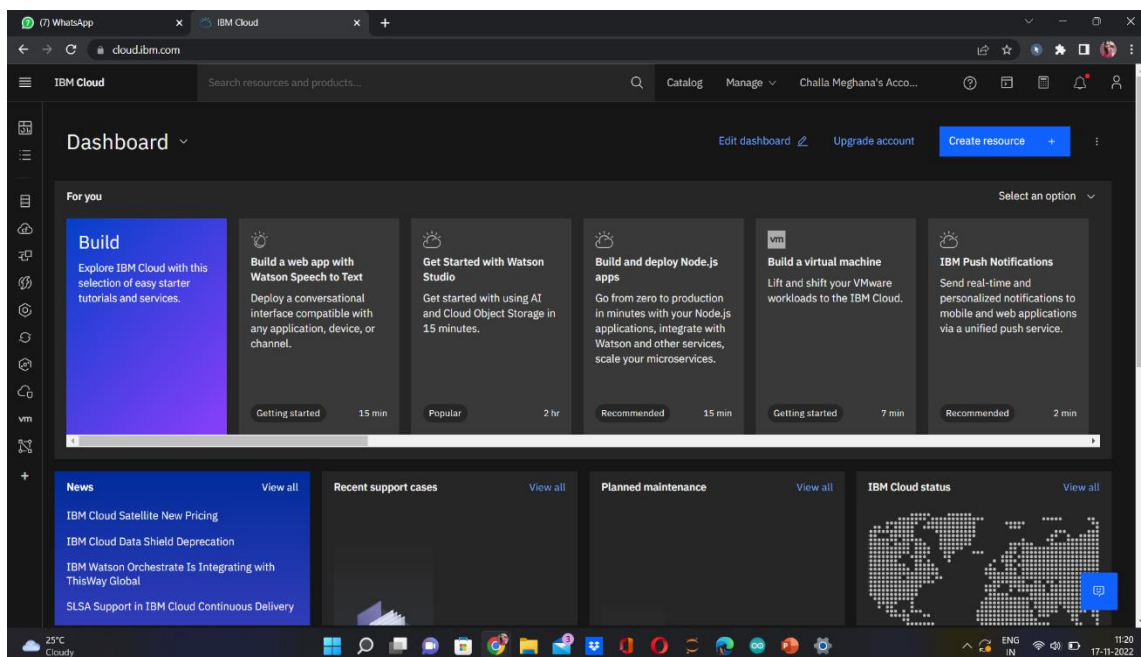 (7) WhatsApp
IBM Cloud
cloud.ibm.com
IBM Cloud
Search resources and products...
Catalog
Manage
Challa Meghana's Acco...
Dashboard
Edit dashboard
Upgrade account
Create resource +
For you
Select an option
Build
Explore IBM Cloud with this
selection of easy starter
tutorials and services.
Build a web app with
Watson Speech to Text
Deploy a conversational
interface compatible with
any application, device, or
channel.
Getting started
15 min
Get Started with Watson
Studio
Get started with using AI
and Cloud Object Storage in
15 minutes.
Popular
2 hr
Build and deploy Node.js
apps
Go from zero to production
in minutes with your Node.js
applications, integrate with
Watson and other services,
scale your microservices.
Recommended
15 min
vm
Build a virtual machine
Lift and shift your VMware
workloads to the IBM Cloud.
Getting started
7 min
IBM Push Notifications
Send real-time and
personalized notifications to
mobile and web applications
via a unified push service.
Recommended
2 min
vm
News
View all
IBM Cloud Satellite New Pricing
IBM Cloud Data Shield Deprecation
IBM Watson Orchestrate Is Integrating with
ThisWay Global
SLSA Support in IBM Cloud Continuous Delivery
Recent support cases
View all
Planned maintenance
View all
IBM Cloud status
View all
25°C
Cloudy
ENG
IN
11:20
17-11-2022